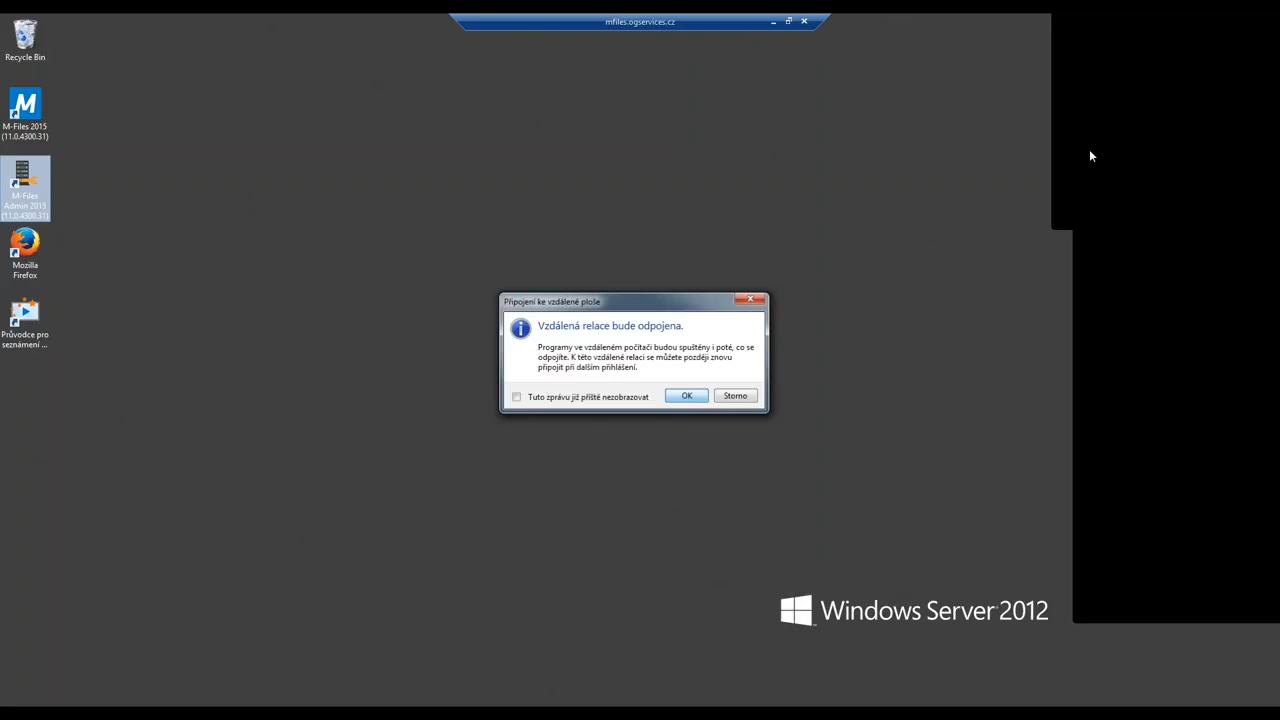 mfiles.ogservices.cz
Recycle Bin
M-Files 2015
(11.0.4300.31)
M-Files
Admin 2015
(11.0.4300.31)
Mozilla
Firefox
Průvodce pro
seznámení ...
Připojení ke vzdálené ploše
Vzdálená relace bude odpojena.
Programy ve vzdáleném počítači budou spuštěny i poté, co se
odpojíte. K této vzdálené relaci se můžete později znovu
připojit při dalším přihlášení.
Tuto zprávu již příště nezobrazovat
OK
Storno
Windows Server 2012